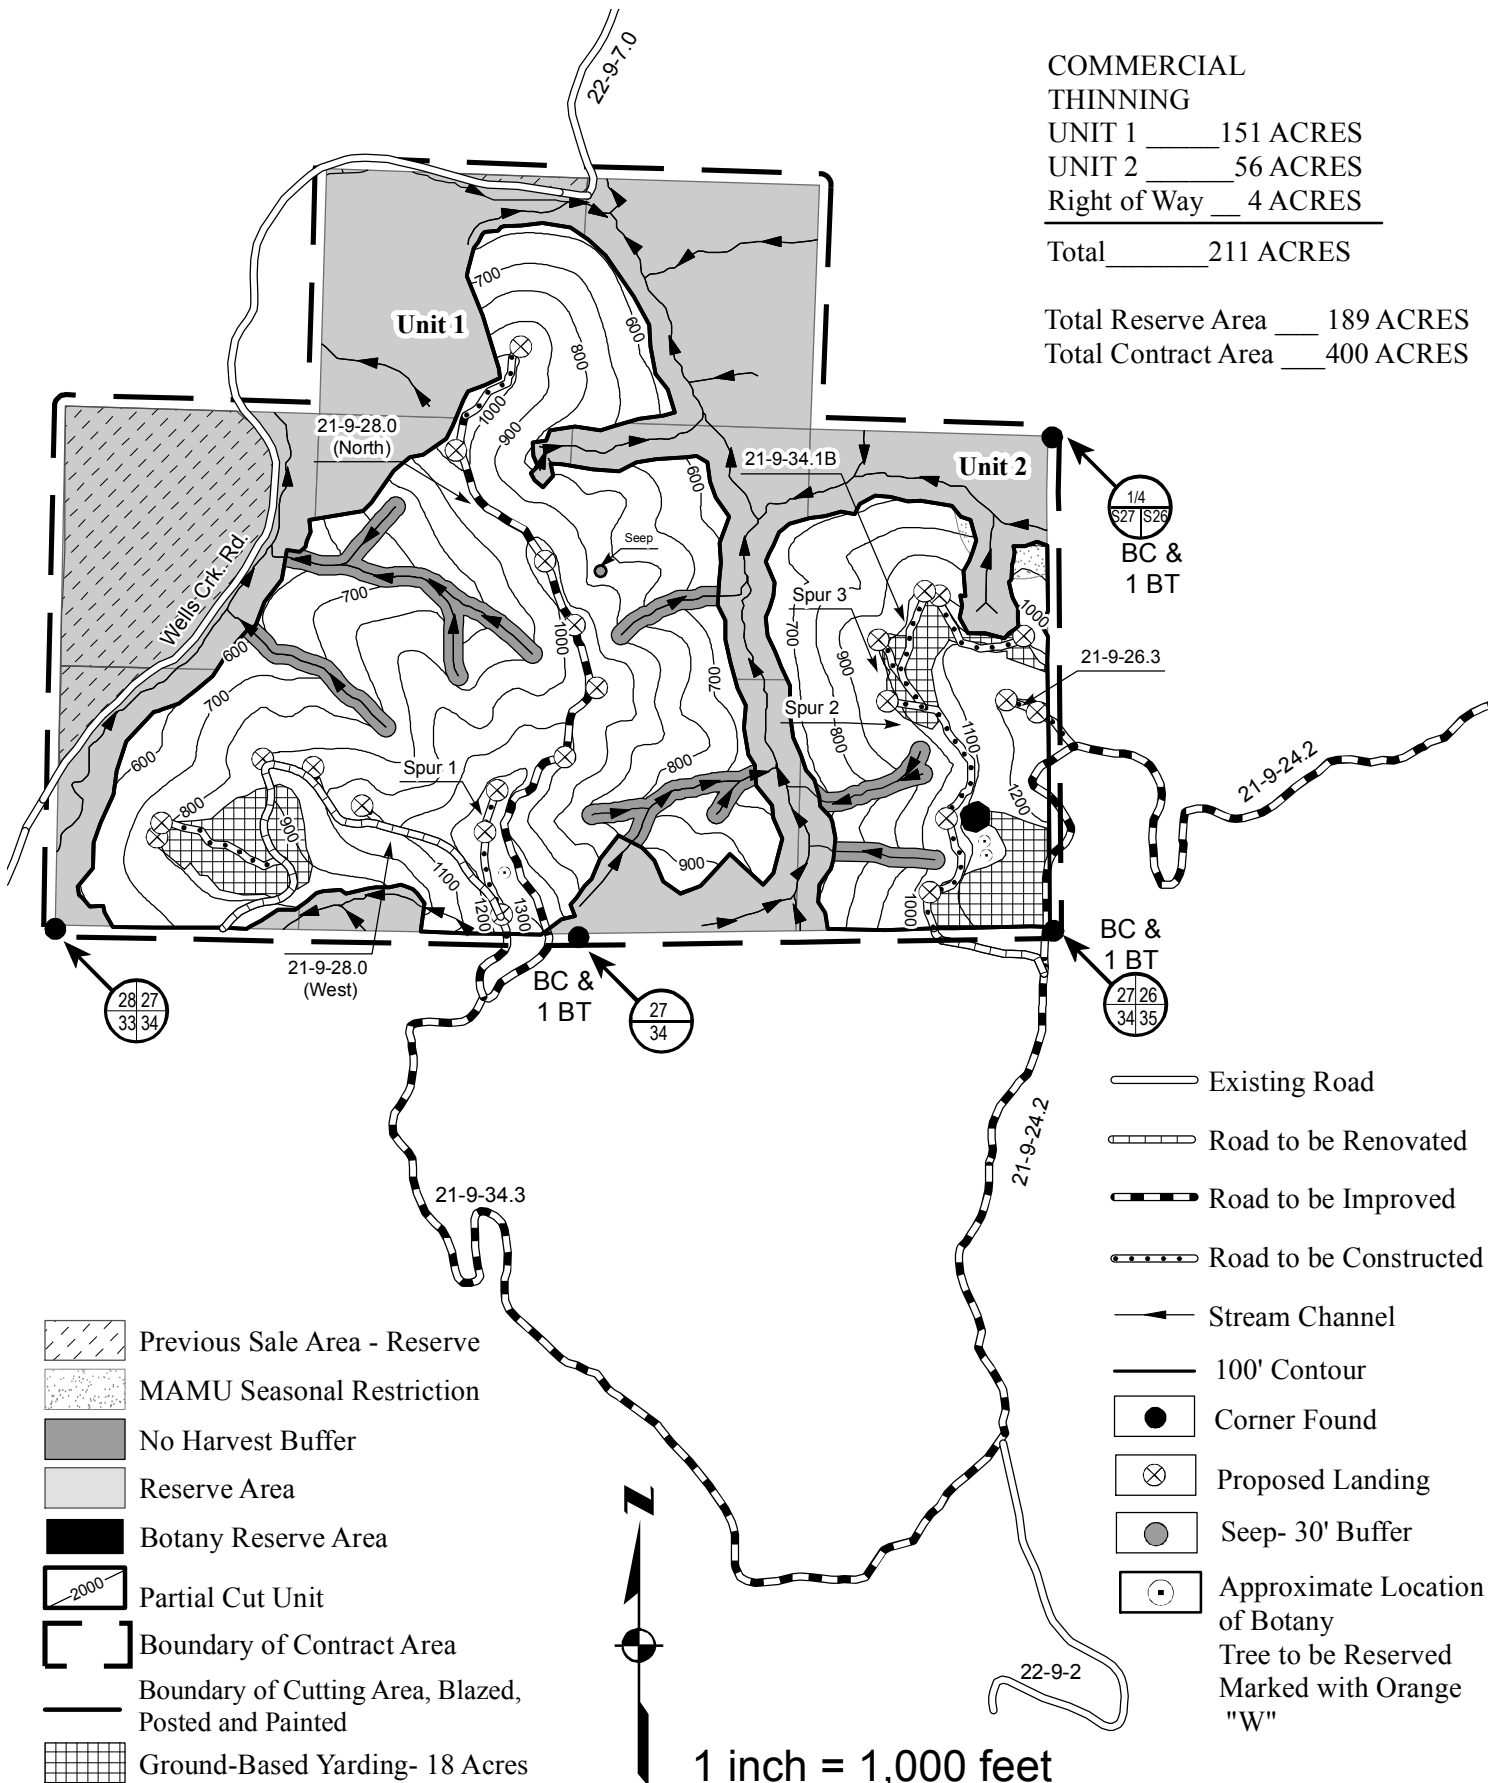 22-9-7.0
COMMERCIAL
THINNING
UNIT 1 _____151 ACRES
UNIT 2 ______56 ACRES
Right of Way __ 4 ACRES
Total_______211 ACRES
Total Reserve Area ___ 189 ACRES
Total Contract Area ___ 400 ACRES
700
Unit 1
600
800
1000
900
21-9-28.0
(North)
21-9-34.1B
Unit 2
600
1/4
S27 S26
BC &
1 BT
Wells Crk. Rd.
Seep
700
Spur 3
1000
600
1000
700
900
21-9-26.3
700
700
Spur 2
800
1100
600
Spur 1
800
1200
21-9-24.2
800
900
1100
900
1200
1300
1000
21-9-28.0
(West)
BC &
1 BT
BC &
1 BT
28 27
33 34
27
34
27 26
34 35
21-9-24.2
21-9-34.3
22-9-2
Existing Road
Road to be Renovated
Road to be Improved
Road to be Constructed
Stream Channel
100' Contour
Corner Found
Proposed Landing
Seep- 30' Buffer
Approximate Location
of Botany
Tree to be Reserved
Marked with Orange
"W"
Previous Sale Area - Reserve
MAMU Seasonal Restriction
No Harvest Buffer
Reserve Area
Botany Reserve Area
2000
Partial Cut Unit
Boundary of Contract Area
Boundary of Cutting Area, Blazed,
Posted and Painted
Ground-Based Yarding- 18 Acres
N
1 inch = 1,000 feet